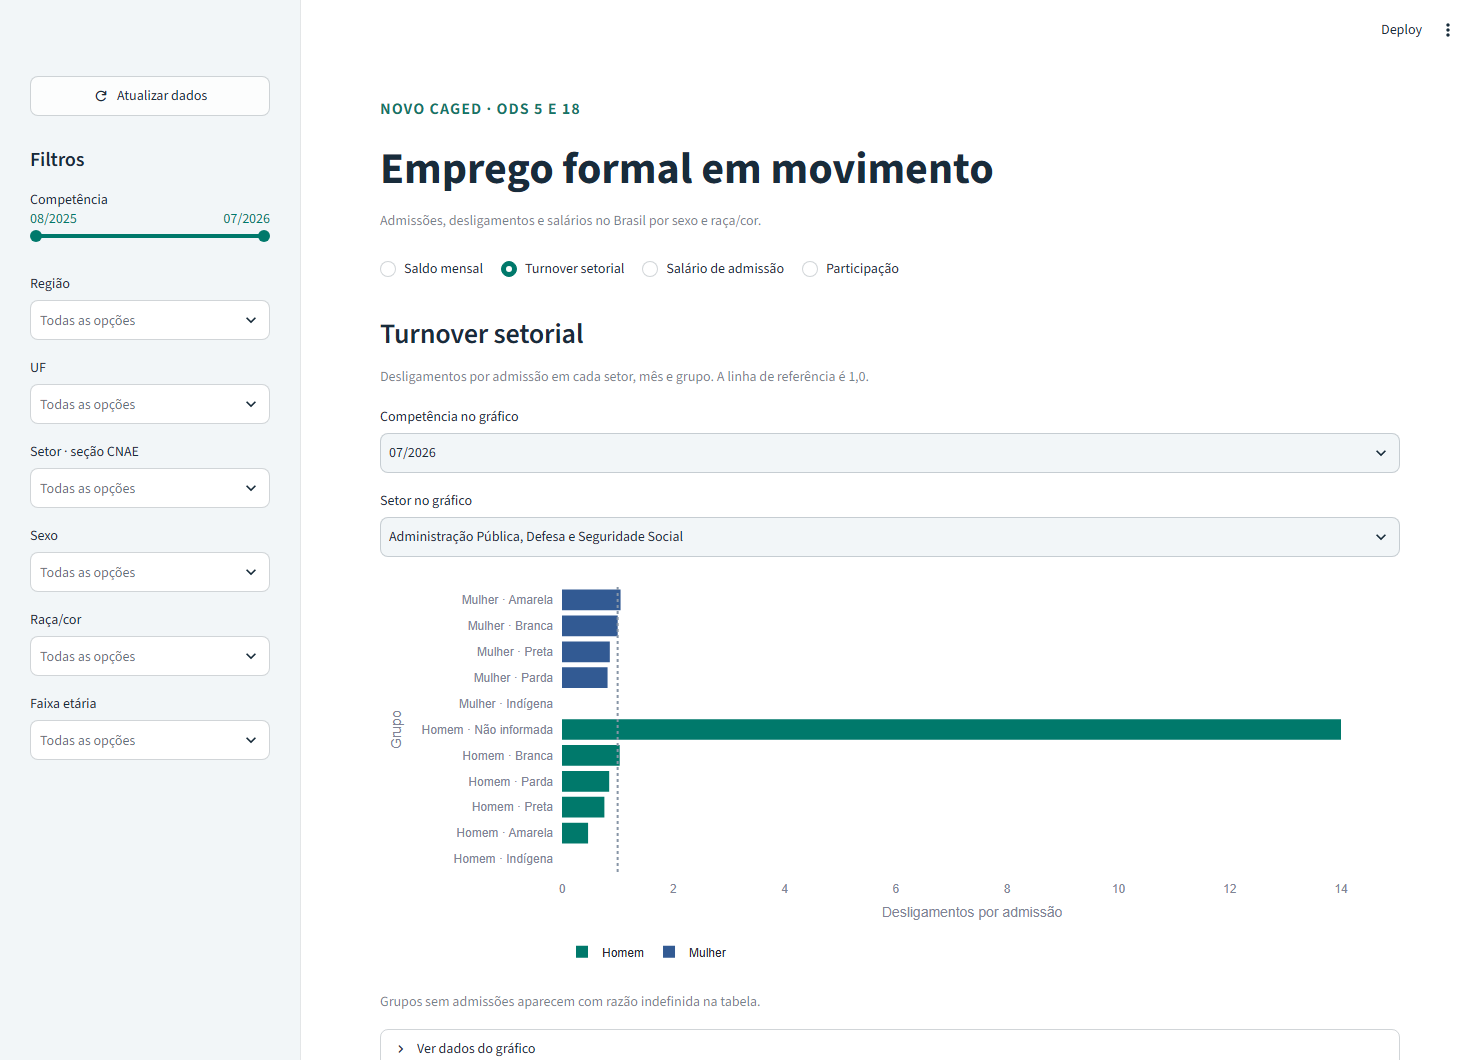 Deploy
Atualizar dados
Filtros
Competência
08/2025 07/2026
Região
Todas as opções
UF
Todas as opções
Setor · seção CNAE
Todas as opções
Sexo
Todas as opções
Raça/cor
Todas as opções
Faixa etária
Todas as opções
NOVO CAGED · ODS 5 E 18
Emprego formal em movimento
Admissões, desligamentos e salários no Brasil por sexo e raça/cor.
Saldo mensal Turnover setorial Salário de admissão Participação
Turnover setorial
Desligamentos por admissão em cada setor, mês e grupo. A linha de referência é 1,0.
Competência no gráfico
07/2026
Setor no gráfico
Administração Pública, Defesa e Seguridade Social
Grupo
Mulher · Amarela
Mulher · Branca
Mulher · Preta
Mulher · Parda
Mulher · Indígena
Homem · Não informada
Homem · Branca
Homem · Parda
Homem · Preta
Homem · Amarela
Homem · Indígena
0 2 4 6 8 10 12 14
Desligamentos por admissão
Homem Mulher
Grupos sem admissões aparecem com razão indefinida na tabela.
Ver dados do gráfico